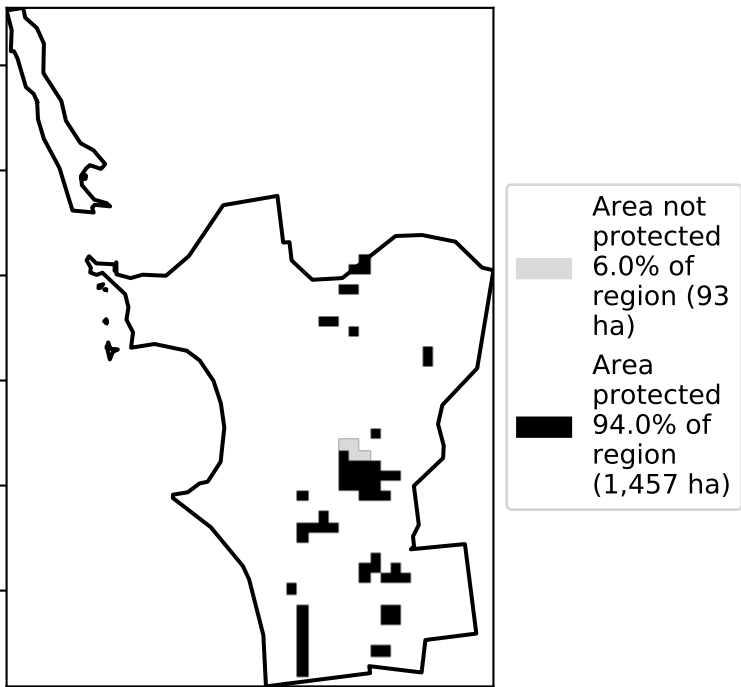 Area not
protected
6.0% of
region (93
ha)
Area
protected
94.0% of
region
(1,457 ha)